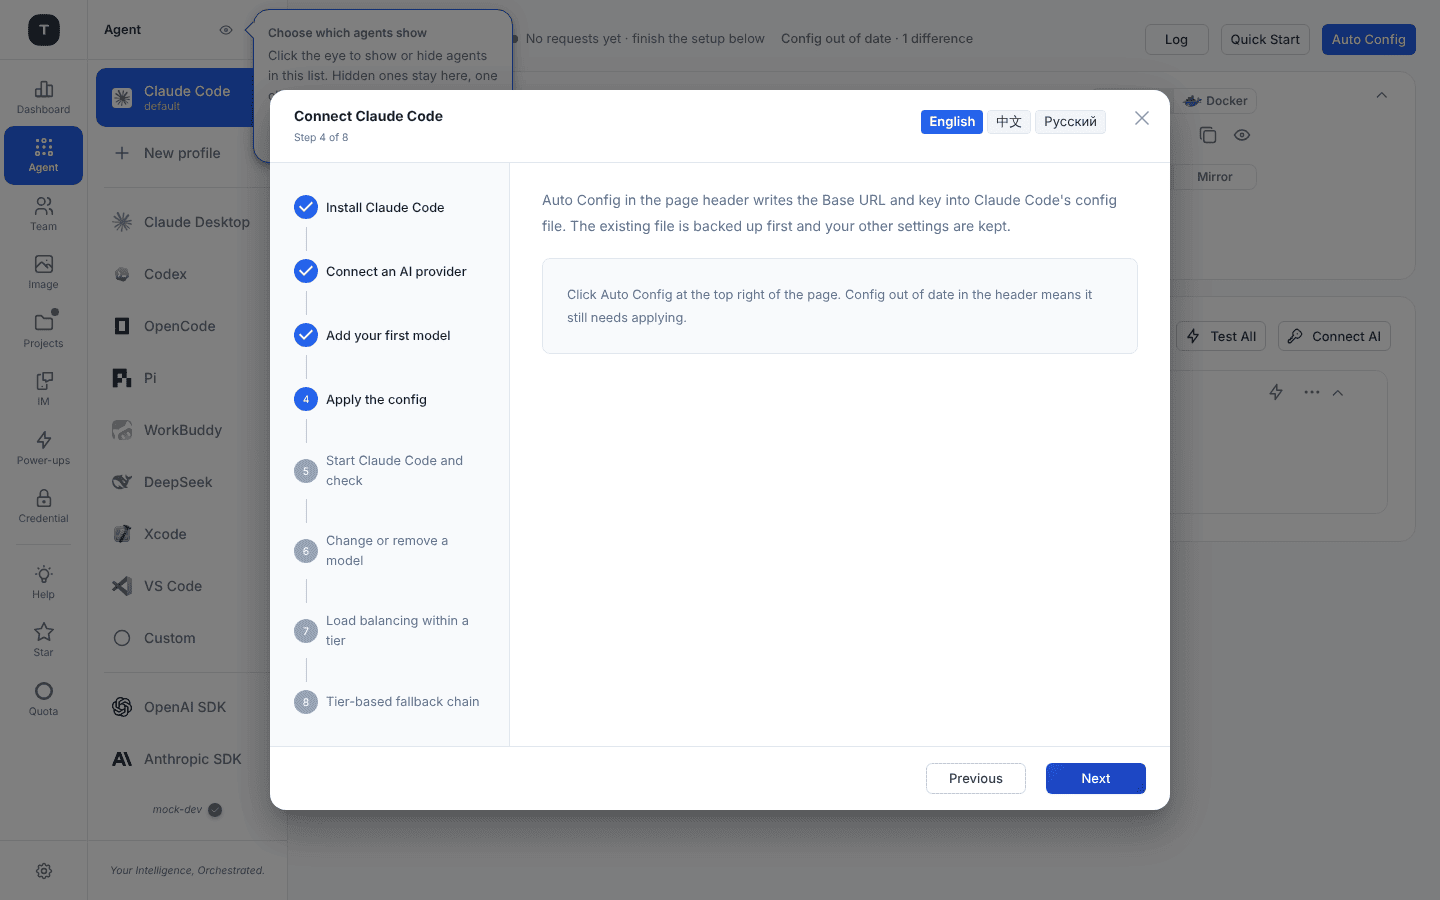 T
Dashboard
Agent
Team
Image
Projects
IM
Power-ups
Credential
Help
Star
Quota
Agent
Claude Code
default
New profile
Claude Desktop
Codex
OpenCode
Pi
WorkBuddy
DeepSeek
Xcode
VS Code
Custom
OpenAI SDK
Anthropic SDK
mock-dev
Your Intelligence, Orchestrated.
Choose which agents show
Click the eye to show or hide agents
in this list. Hidden ones stay here, one
No requests yet · finish the setup below
Config out of date · 1 difference
Log
Quick Start
Auto Config
Docker
Mirror
Test All
Connect AI
Connect Claude Code
Step 4 of 8
English
中文
Русский
Install Claude Code
Connect an AI provider
Add your first model
4
Apply the config
5
Start Claude Code and
check
6
Change or remove a
model
7
Load balancing within a
tier
8
Tier-based fallback chain
Auto Config in the page header writes the Base URL and key into Claude Code's config
file. The existing file is backed up first and your other settings are kept.
Click Auto Config at the top right of the page. Config out of date in the header means it
still needs applying.
Previous
Next